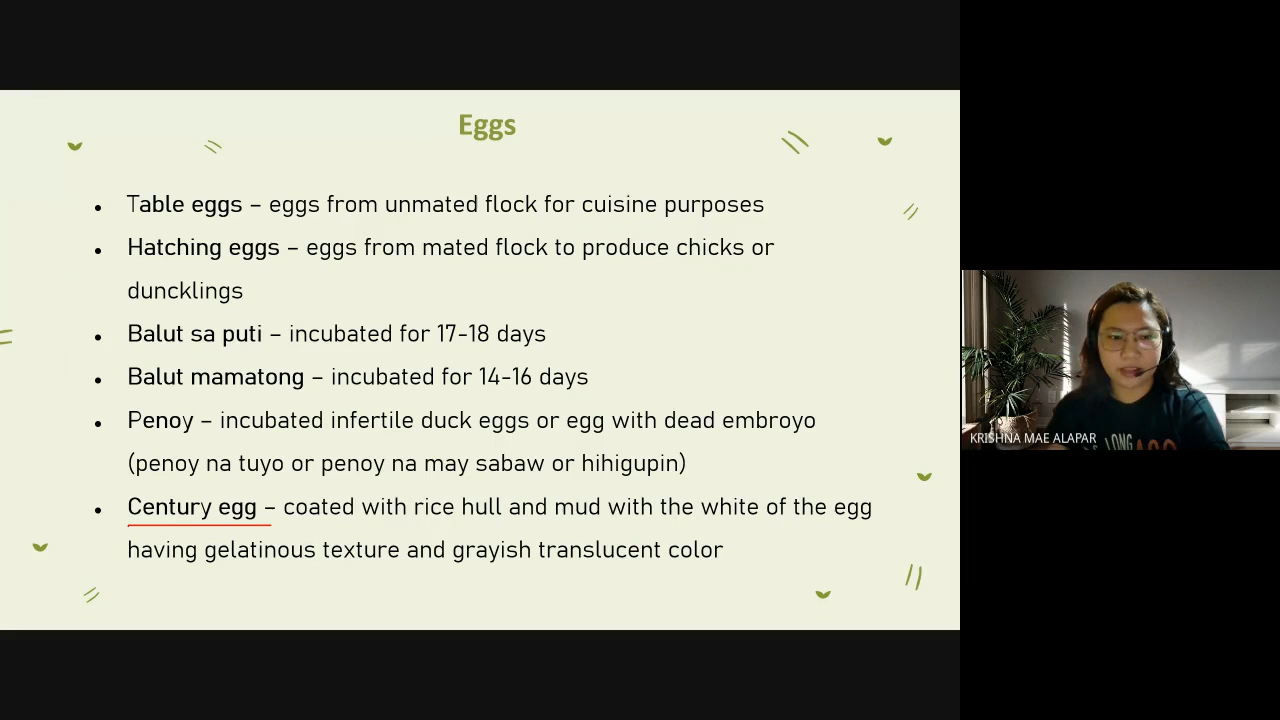 Eggs
• Table eggs – eggs from unmated flock for cuisine purposes
• Hatching eggs – eggs from mated flock to produce chicks or
duncklings
• Balut sa puti – incubated for 17-18 days
• Balut mamatong – incubated for 14-16 days
• Penoy – incubated infertile duck eggs or egg with dead embroyo
(penoy na tuyo or penoy na may sabaw or hihigupin)
• Century egg – coated with rice hull and mud with the white of the egg
having gelatinous texture and grayish translucent color
KRISHNA MAE ALAPAR
LONG